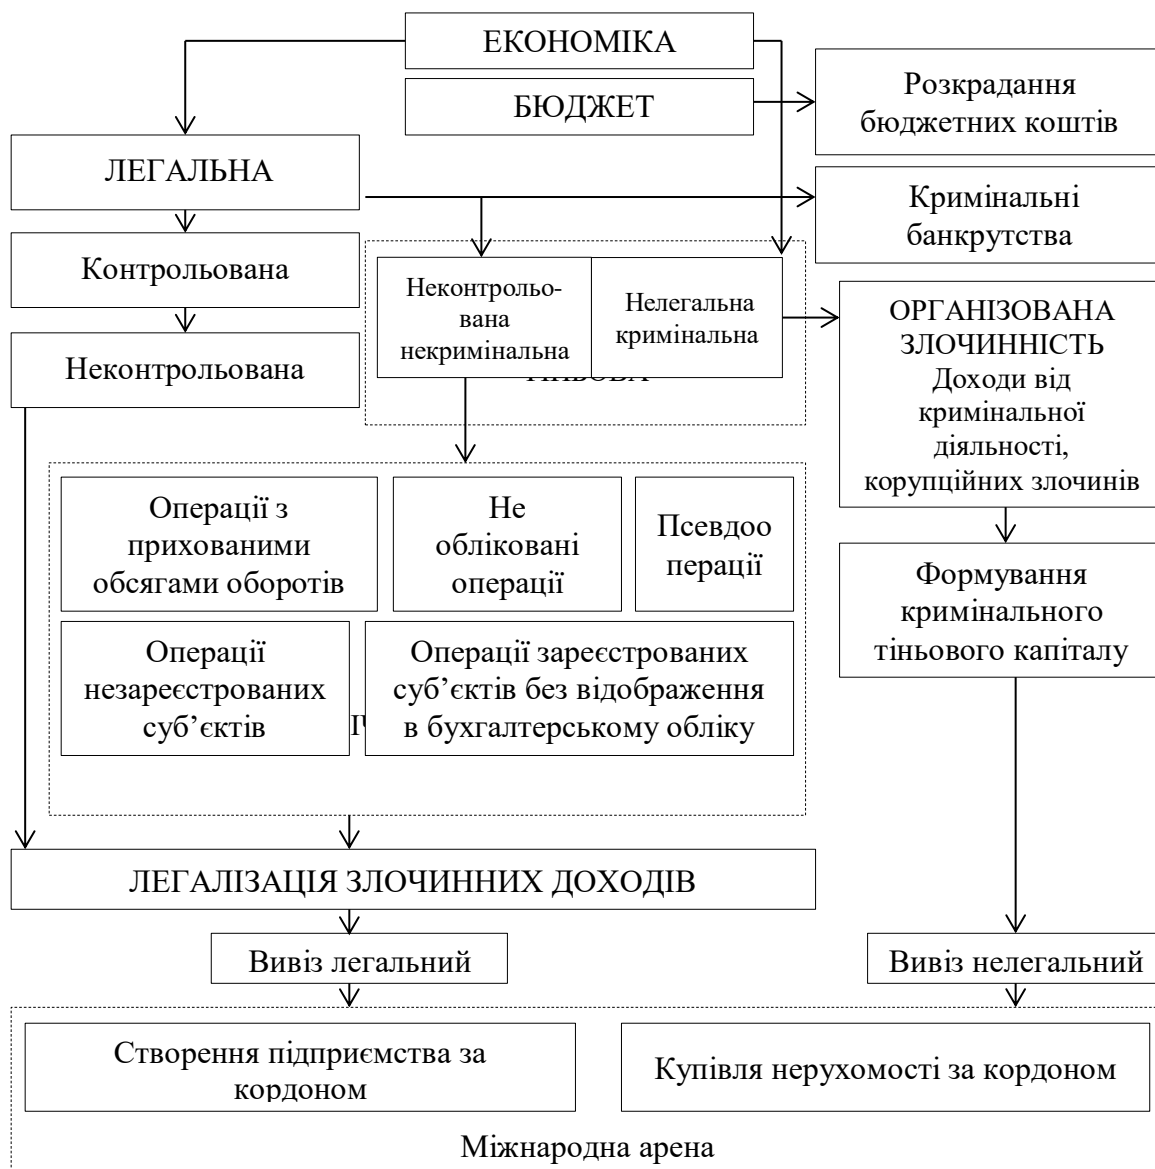 ЕКОНОМІКА
БЮДЖЕТ
Розкрадання
бюджетних коштів
ЛЕГАЛЬНА
Кримінальні
банкрутства
Контрольована
Неконтрольо-
вана
некримінальна
Нелегальна
кримінальна
ОРГАНІЗОВАНА
ЗЛОЧИННІСТЬ
Доходи від
кримінальної
діяльності,
корупційних злочинів
Неконтрольована
Операції з
прихованими
обсягами оборотів
Не
обліковані
операції
Псевдоо
перації
Формування
кримінального
тіньового капіталу
Операції
незареєстрованих
суб’єктів
Операції зареєстрованих
суб’єктів без відображення
в бухгалтерському обліку
ЛЕГАЛІЗАЦІЯ ЗЛОЧИННИХ ДОХОДІВ
Вивіз легальний
Вивіз нелегальний
Створення підприємства за
кордоном
Купівля нерухомості за кордоном
Міжнародна арена